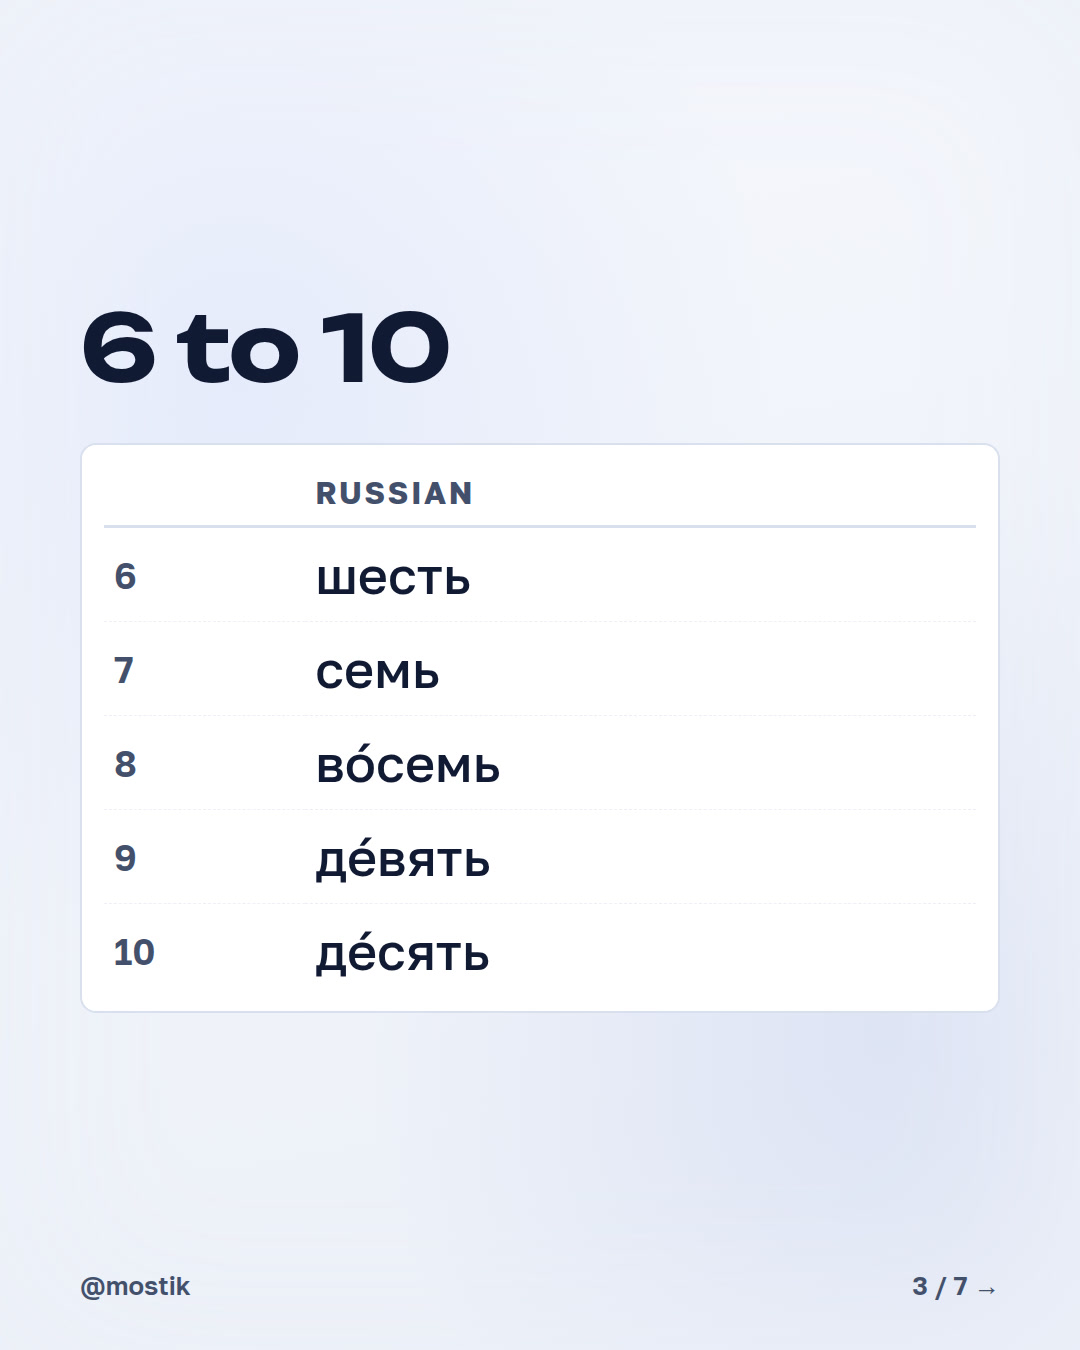 6 to 10
RUSSIAN
6 шесть
7 семь
8 во́семь
9 де́вять
10 де́сять
@mostik
3 / 7 →